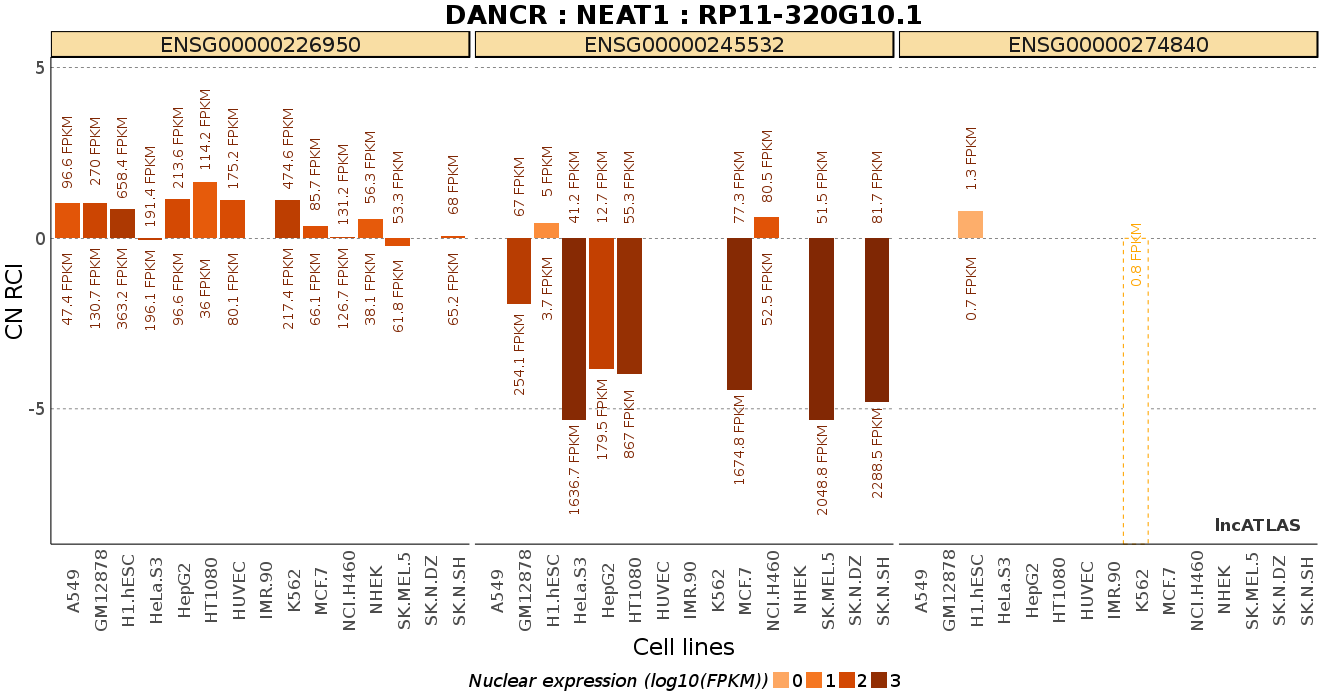 DANCR : NEAT1 : RP11-320G10.1
ENSG00000226950
ENSG00000245532
ENSG00000274840
CN RCI
5
0
-5
96.6 FPKM
270 FPKM
658.4 FPKM
191.4 FPKM
213.6 FPKM
114.2 FPKM
175.2 FPKM
474.6 FPKM
85.7 FPKM
131.2 FPKM
56.3 FPKM
53.3 FPKM
68 FPKM
47.4 FPKM
130.7 FPKM
363.2 FPKM
196.1 FPKM
96.6 FPKM
36 FPKM
80.1 FPKM
217.4 FPKM
66.1 FPKM
126.7 FPKM
38.1 FPKM
61.8 FPKM
65.2 FPKM
67 FPKM
5 FPKM
41.2 FPKM
12.7 FPKM
55.3 FPKM
77.3 FPKM
80.5 FPKM
51.5 FPKM
81.7 FPKM
254.1 FPKM
3.7 FPKM
1636.7 FPKM
179.5 FPKM
867 FPKM
1674.8 FPKM
52.5 FPKM
2048.8 FPKM
2288.5 FPKM
1.3 FPKM
0.7 FPKM
0.8 FPKM
lncATLAS
A549
GM12878
H1.hESC
HeLa.S3
HepG2
HT1080
HUVEC
IMR.90
K562
MCF.7
NCI.H460
NHEK
SK.MEL.5
SK.N.DZ
SK.N.SH
A549
GM12878
H1.hESC
HeLa.S3
HepG2
HT1080
HUVEC
IMR.90
K562
MCF.7
NCI.H460
NHEK
SK.MEL.5
SK.N.DZ
SK.N.SH
A549
GM12878
H1.hESC
HeLa.S3
HepG2
HT1080
HUVEC
IMR.90
K562
MCF.7
NCI.H460
NHEK
SK.MEL.5
SK.N.DZ
SK.N.SH
Cell lines
Nuclear expression (log10(FPKM)) 0 1 2 3